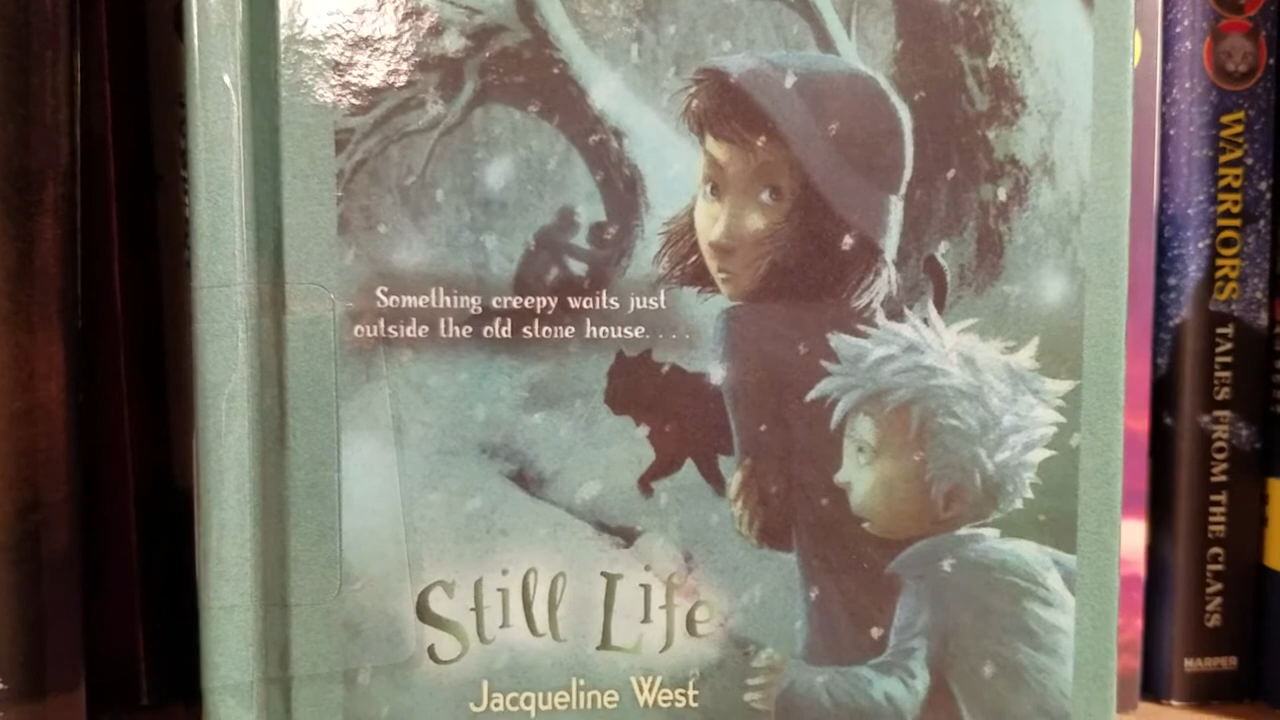 Something creepy waits just
outside the old stone house. . . .
Still Life
Jacqueline West
WARRIORS
TALES FROM THE CLANS
HARPER